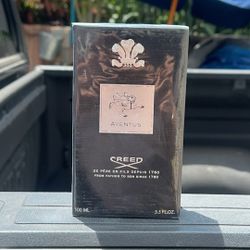 AVENTUS
CREED
DE PÈRE EN FILS DEPUIS 1760
FROM FATHER TO SON SINCE 1760
100 ML
3.3 FL.OZ.